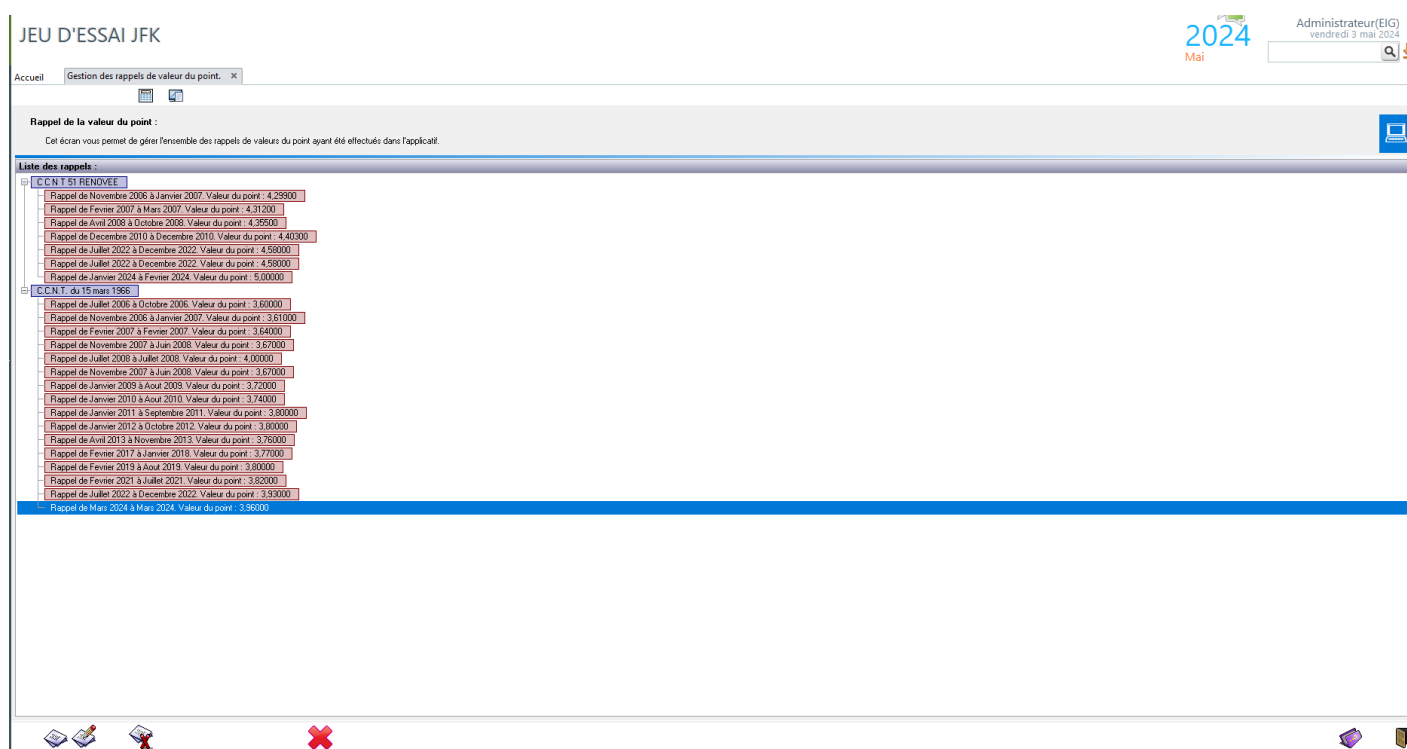 JEU D'ESSAI JFK
2024
Mai
Administrateur(EIG)
vendredi 3 mai 2024
Accueil
Gestion des rappels de valeur du point. ×
Rappel de la valeur du point :
Cet écran vous permet de gérer l'ensemble des rappels de valeurs du point ayant été effectués dans l'applicatif.
Liste des rappels :
C C N T 51 RENOVEE
Rappel de Novembre 2006 à Janvier 2007. Valeur du point : 4,29900
Rappel de Fevrier 2007 à Mars 2007. Valeur du point : 4,31200
Rappel de Avril 2008 à Octobre 2008. Valeur du point : 4,35500
Rappel de Decembre 2010 à Decembre 2010. Valeur du point : 4,40300
Rappel de Juillet 2022 à Decembre 2022. Valeur du point : 4,58000
Rappel de Juillet 2022 à Decembre 2022. Valeur du point : 4,58000
Rappel de Janvier 2024 à Fevrier 2024. Valeur du point : 5,00000
C.C.N.T. du 15 mars 1966
Rappel de Juillet 2006 à Octobre 2006. Valeur du point : 3,60000
Rappel de Novembre 2006 à Janvier 2007. Valeur du point : 3,61000
Rappel de Fevrier 2007 à Fevrier 2007. Valeur du point : 3,64000
Rappel de Novembre 2007 à Juin 2008. Valeur du point : 3,67000
Rappel de Juillet 2008 à Juillet 2008. Valeur du point : 4,00000
Rappel de Novembre 2007 à Juin 2008. Valeur du point : 3,67000
Rappel de Janvier 2009 à Aout 2009. Valeur du point : 3,72000
Rappel de Janvier 2010 à Aout 2010. Valeur du point : 3,74000
Rappel de Janvier 2011 à Septembre 2011. Valeur du point : 3,80000
Rappel de Janvier 2012 à Octobre 2012. Valeur du point : 3,80000
Rappel de Avril 2013 à Novembre 2013. Valeur du point : 3,76000
Rappel de Fevrier 2017 à Janvier 2018. Valeur du point : 3,77000
Rappel de Fevrier 2019 à Aout 2019. Valeur du point : 3,80000
Rappel de Fevrier 2021 à Juillet 2021. Valeur du point : 3,82000
Rappel de Juillet 2022 à Decembre 2022. Valeur du point : 3,93000
Rappel de Mars 2024 à Mars 2024. Valeur du point : 3,96000